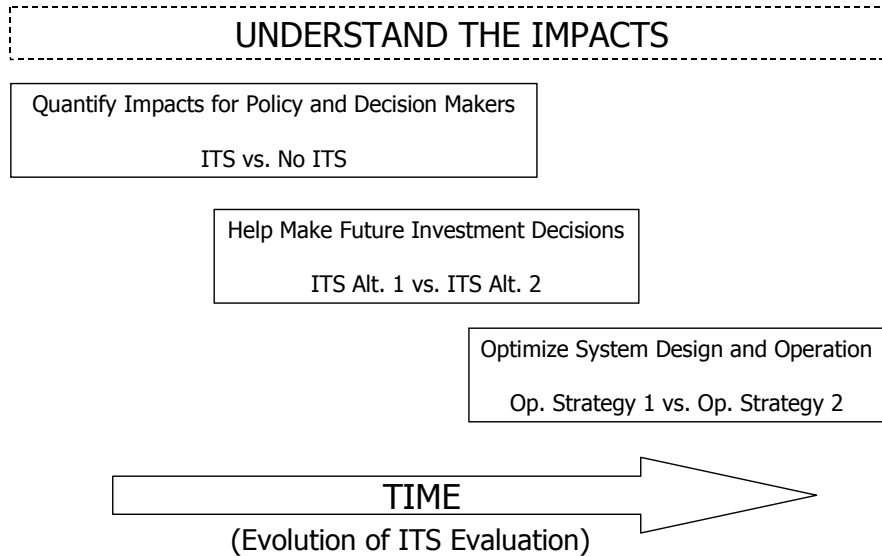 UNDERSTAND THE IMPACTS
Quantify Impacts for Policy and Decision Makers
ITS vs. No ITS
Help Make Future Investment Decisions
ITS Alt. 1 vs. ITS Alt. 2
Optimize System Design and Operation
Op. Strategy 1 vs. Op. Strategy 2
TIME
(Evolution of ITS Evaluation)